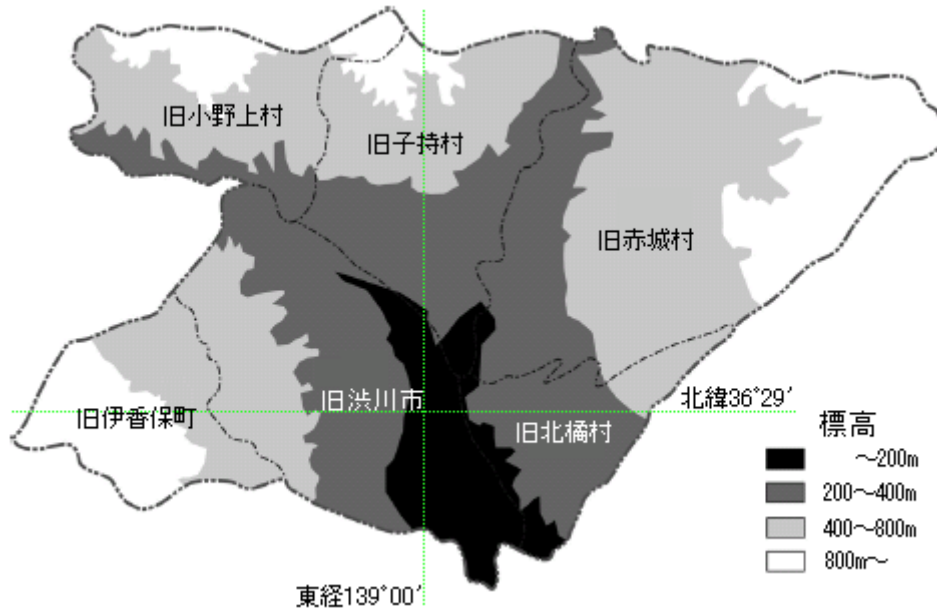 旧小野上村
旧子持村
旧赤城村
旧渋川市
旧伊香保町
旧北橘村
北緯36°29′
標高
～200m
200～400m
400～800m
800m～
東経139°00′